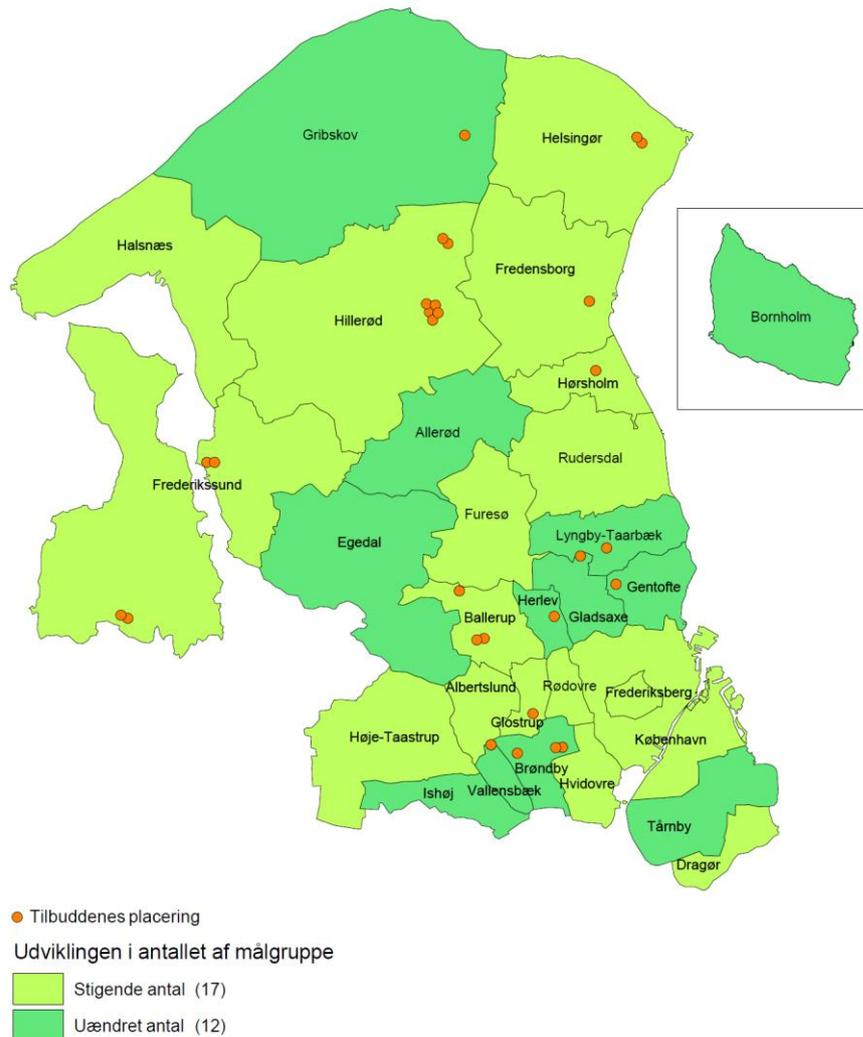 Gribskov
Helsingør
Halsnæs
Fredensborg
Bornholm
Hillerød
Hørsholm
Allerød
Rudersdal
Frederikssund
Furesø
Egedal
Lyngby-Taarbæk
Gentofte
Herlev
Gladsaxe
Ballerup
Albertslund
Rødovre
Frederiksberg
Glostrup
Høje-Taastrup
København
Brøndby
Hvidovre
Ishøj
Vallensbæk
Tårnby
Dragør
Tilbuddenes placering
Udviklingen i antallet af målgruppe
Stigende antal (17)
Uændret antal (12)